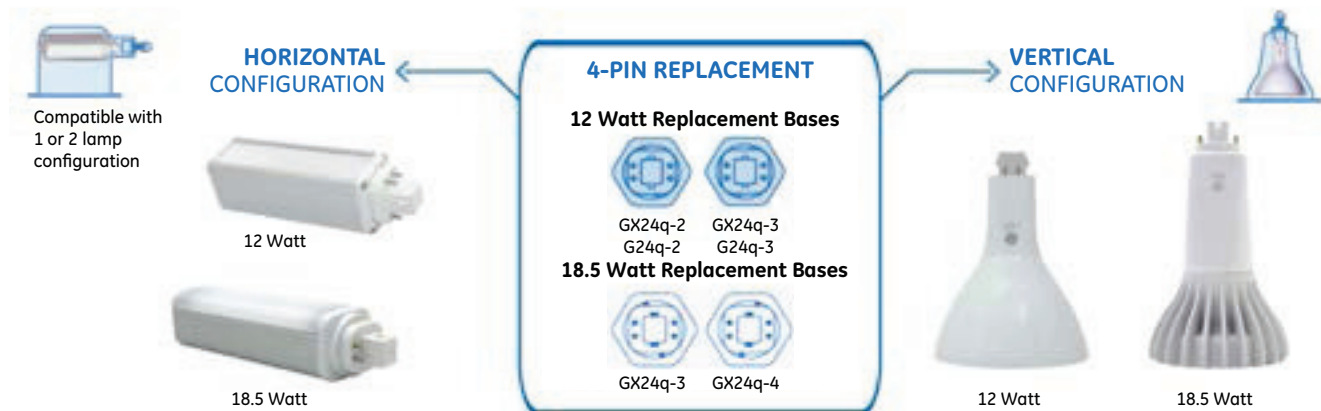 HORIZONTAL
CONFIGURATION
Compatible with
1 or 2 lamp
configuration
12 Watt
18.5 Watt
4-PIN REPLACEMENT
12 Watt Replacement Bases
GX24q-2 GX24q-3
G24q-2 G24q-3
18.5 Watt Replacement Bases
GX24q-3 GX24q-4
VERTICAL
CONFIGURATION
12 Watt
18.5 Watt